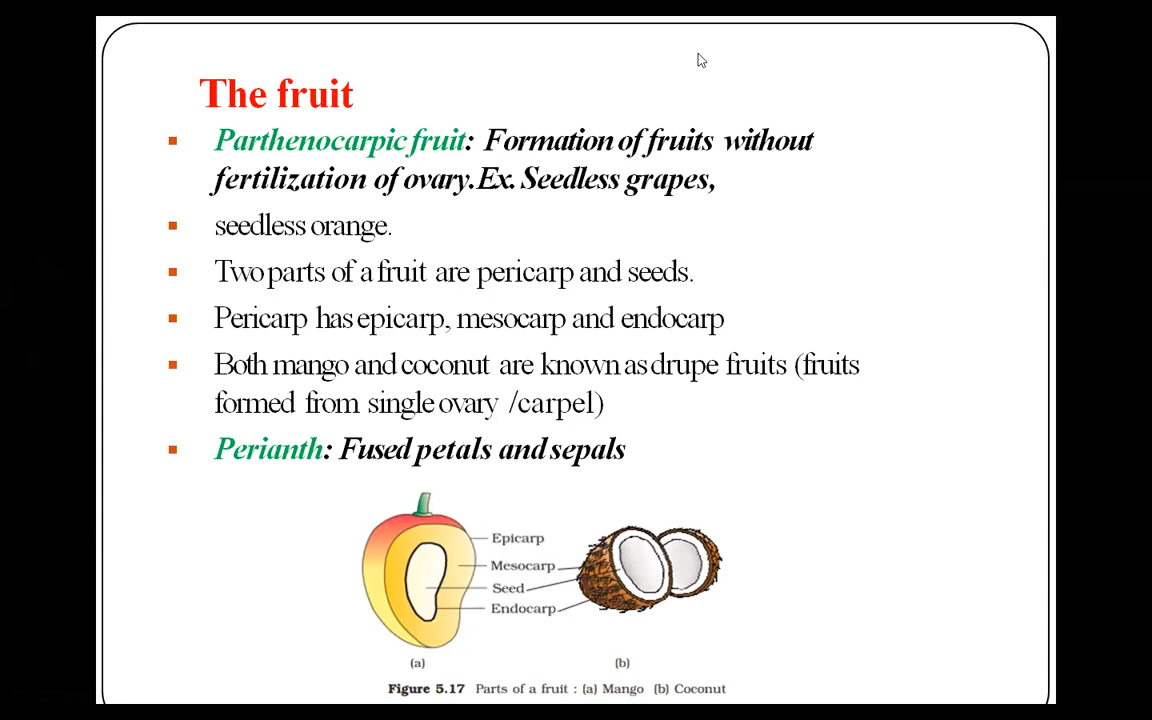 The fruit
Parthenocarpic fruit: Formation of fruits without
fertilization of ovary.Ex. Seedless grapes,
seedless orange.
Two parts of a fruit are pericarp and seeds.
Pericarp has epicarp, mesocarp and endocarp
Both mango and coconut are known as drupe fruits (fruits
formed from single ovary /carpel)
Perianth: Fused petals and sepals
Epicarp
Mesocarp
Seed
Endocarp
(a) (b)
Figure 5.17 Parts of a fruit : (a) Mango (b) Coconut